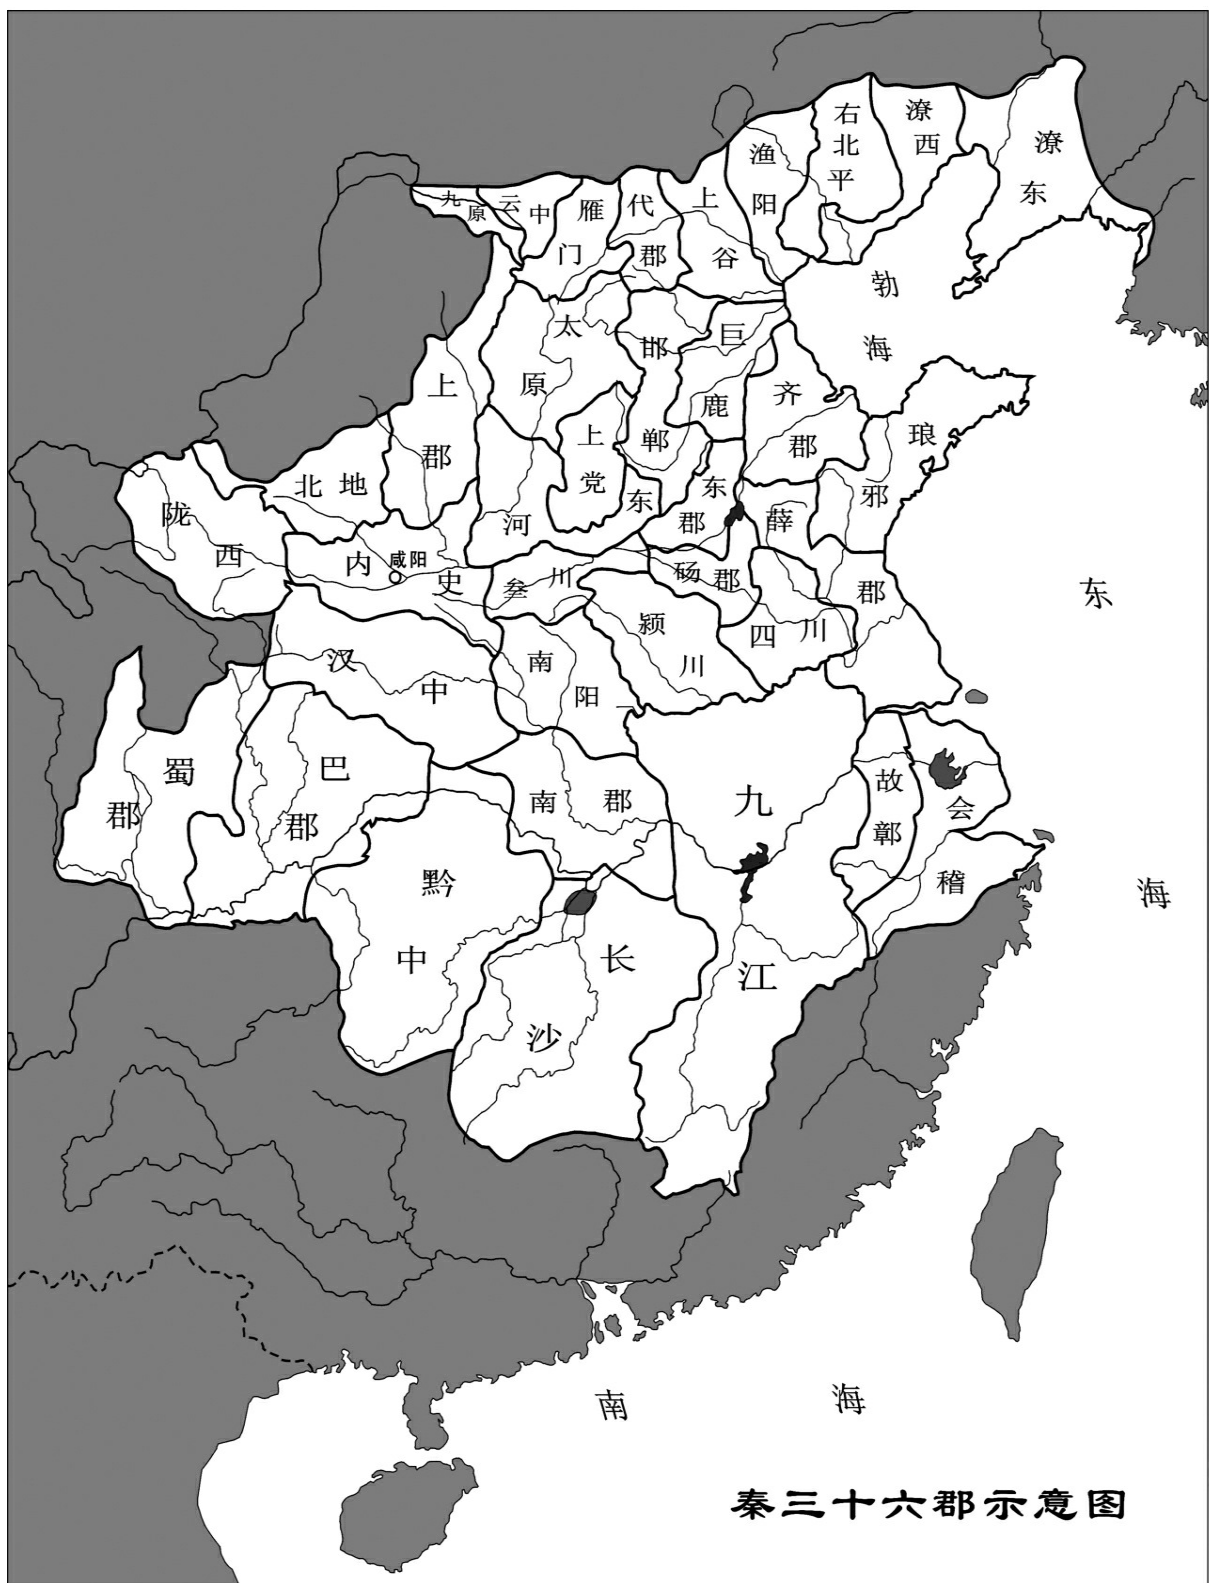 右北平
潦西
潦东
渔阳
上谷
代郡
雁门
云中
九原
勃海
太原
邯郸
巨鹿
齐郡
琅邪郡
上郡
上党
河东
东郡
薛
北地
陇西
内史
咸阳
叁川
砀郡
四川
颍川
汉中
南阳
东海
蜀郡
巴郡
南郡
九江
故鄣
会稽
黔中
长沙
南海
秦三十六郡示意图